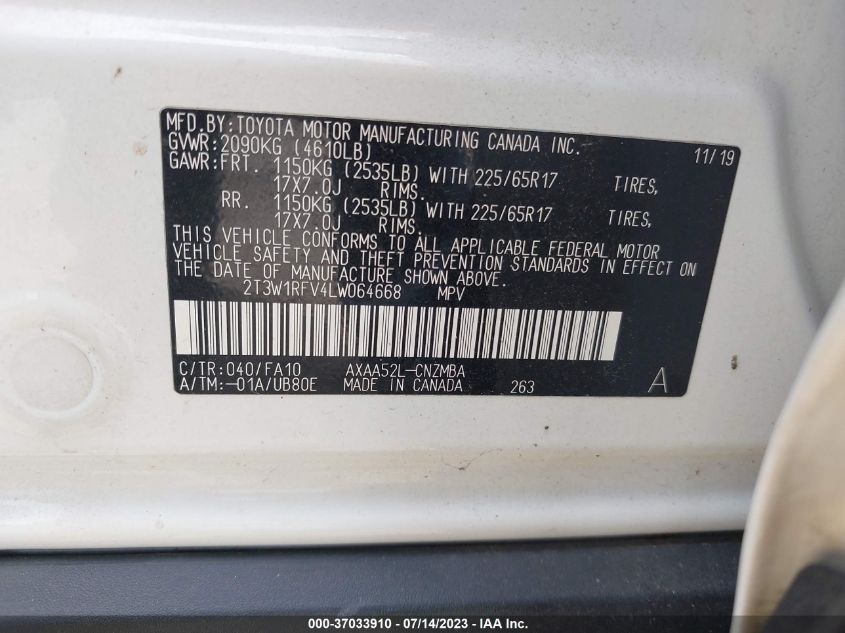 MFD.BY:TOYOTA MOTOR MANUFACTURING CANADA INC. 11/19
GVWR:2090KG (4610LB)
GAWR:FRT. 1150KG (2535LB) WITH 225/65R17 TIRES,
17X7.0J RIMS.
RR. 1150KG (2535LB) WITH 225/65R17 TIRES,
17X7.0J RIMS.
THIS VEHICLE CONFORMS TO ALL APPLICABLE FEDERAL MOTOR
VEHICLE SAFETY AND THEFT PREVENTION STANDARDS IN EFFECT ON
THE DATE OF MANUFACTURE SHOWN ABOVE.
2T3W1RFV4LW064668 MPV
C/TR:040/FA10 AXAA52L-CNZMBA
A/TM:-01A/UB80E MADE IN CANADA 263 A
000-37033910 / 07/14/2023 - IAA Inc.